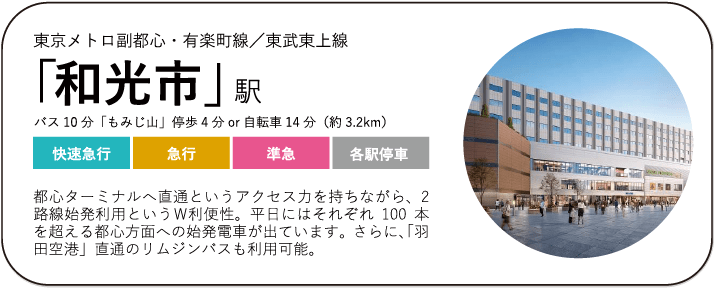 東京メトロ副都心・有楽町線／東武東上線
「和光市」駅
バス10分「もみじ山」停歩4分or自転車14分（約3.2km）
快速急行 急行 準急 各駅停車
都心ターミナルへ直通というアクセス力を持ちながら、2
路線始発利用というW利便性。平日にはそれぞれ 100 本
を超える都心方面への始発電車が出ています。さらに、「羽
田空港」直通のリムジンバスも利用可能。